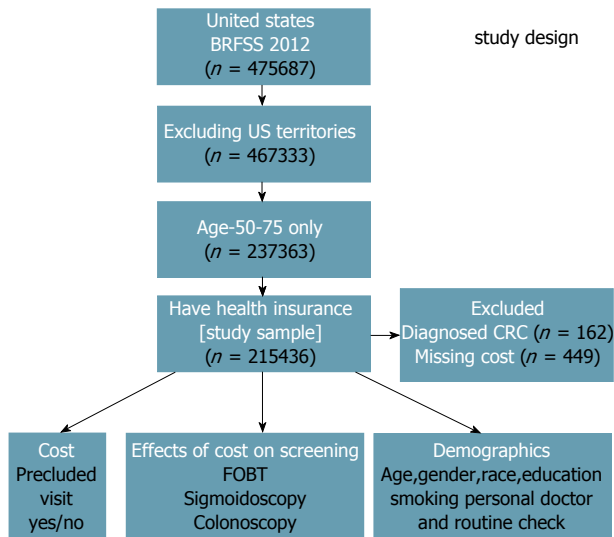 United states
BRFSS 2012
(n = 475687)
study design
Excluding US territories
(n = 467333)
Age-50-75 only
(n = 237363)
Have health insurance
[study sample]
(n = 215436)
Excluded
Diagnosed CRC (n = 162)
Missing cost (n = 449)
Cost
Precluded
visit
yes/no
Effects of cost on screening
FOBT
Sigmoidoscopy
Colonoscopy
Demographics
Age,gender,race,education
smoking personal doctor
and routine check